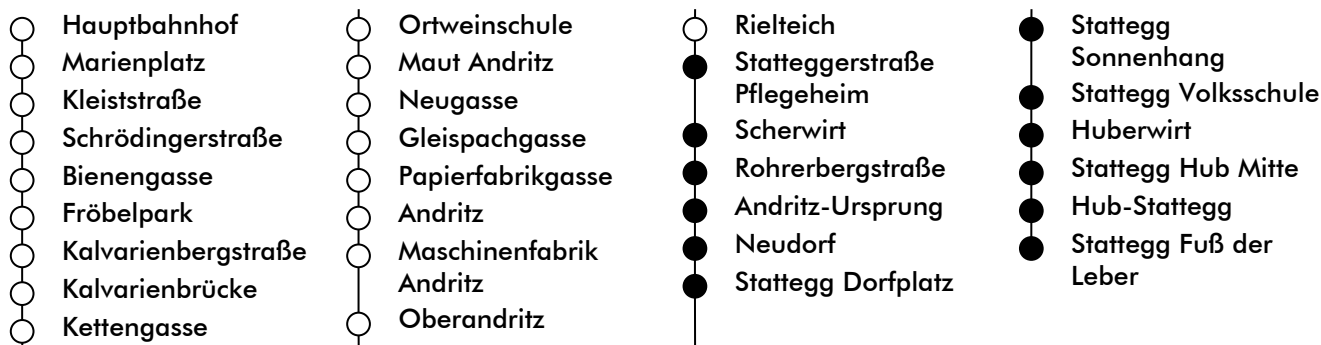 Hauptbahnhof
Marienplatz
Kleiststraße
Schrödingerstraße
Bienengasse
Fröbelpark
Kalvarienbergstraße
Kalvarienbrücke
Kettengasse
Ortweinschule
Maut Andritz
Neugasse
Gleispachgasse
Papierfabrikgasse
Andritz
Maschinenfabrik
Andritz
Oberandritz
Rielteich
Statteggerstraße
Pflegeheim
Scherwirt
Rohrerbergstraße
Andritz-Ursprung
Neudorf
Stattegg Dorfplatz
Stattegg
Sonnenhang
Stattegg Volksschule
Huberwirt
Stattegg Hub Mitte
Hub-Stattegg
Stattegg Fuß der
Leber